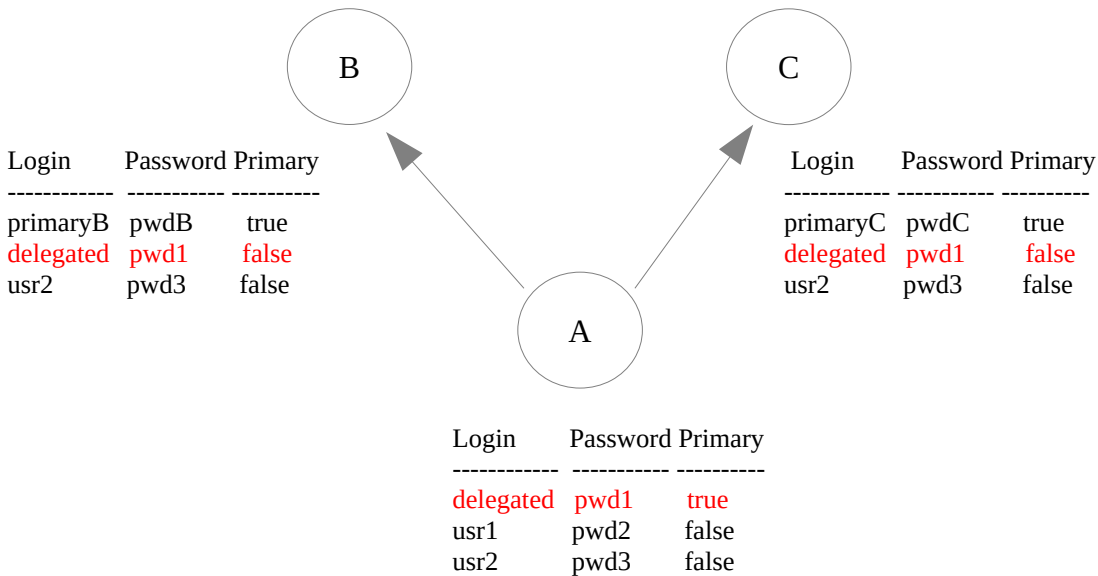 B
C
Login Password Primary
------------ ----------- ----------
primaryB pwdB true
delegated pwd1 false
usr2 pwd3 false
Login Password Primary
------------ ----------- ----------
primaryC pwdC true
delegated pwd1 false
usr2 pwd3 false
A
Login Password Primary
------------ ----------- ----------
delegated pwd1 true
usr1 pwd2 false
usr2 pwd3 false